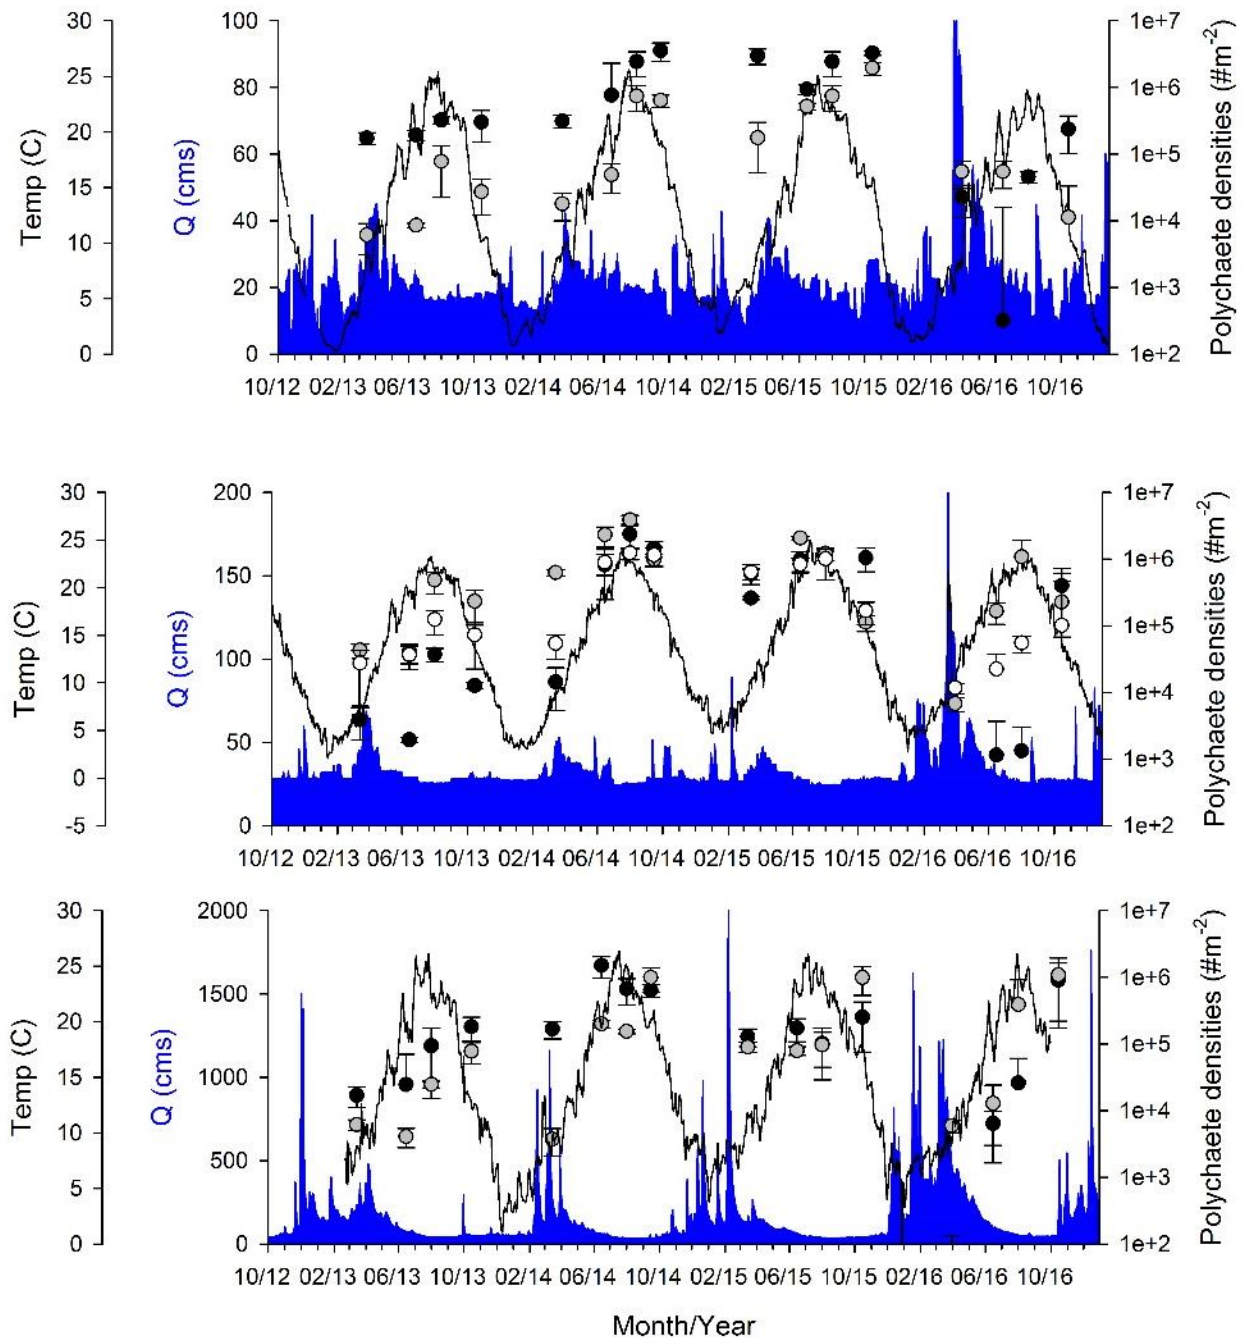 30 100 1e+7
25 80 1e+6
20 60 1e+5
15
10 40 1e+4
5 20 1e+3
0 0 1e+2
Temp (C)
Q (cms)
Polychaete densities (#m-2)
10/12 02/13 06/13 10/13 02/14 06/14 10/14 02/15 06/15 10/15 02/16 06/16 10/16
30 200 1e+7
25 1e+6
20 150
15 1e+5
10 100 1e+4
5
0 50 1e+3
-5 0 1e+2
Temp (C)
Q (cms)
Polychaete densities (#m-2)
10/12 02/13 06/13 10/13 02/14 06/14 10/14 02/15 06/15 10/15 02/16 06/16 10/16
30 2000 1e+7
25 1500 1e+6
20 1e+5
15 1000
10 1e+4
5 500 1e+3
0 0 1e+2
Temp (C)
Q (cms)
Polychaete densities (#m-2)
10/12 02/13 06/13 10/13 02/14 06/14 10/14 02/15 06/15 10/15 02/16 06/16 10/16
Month/Year